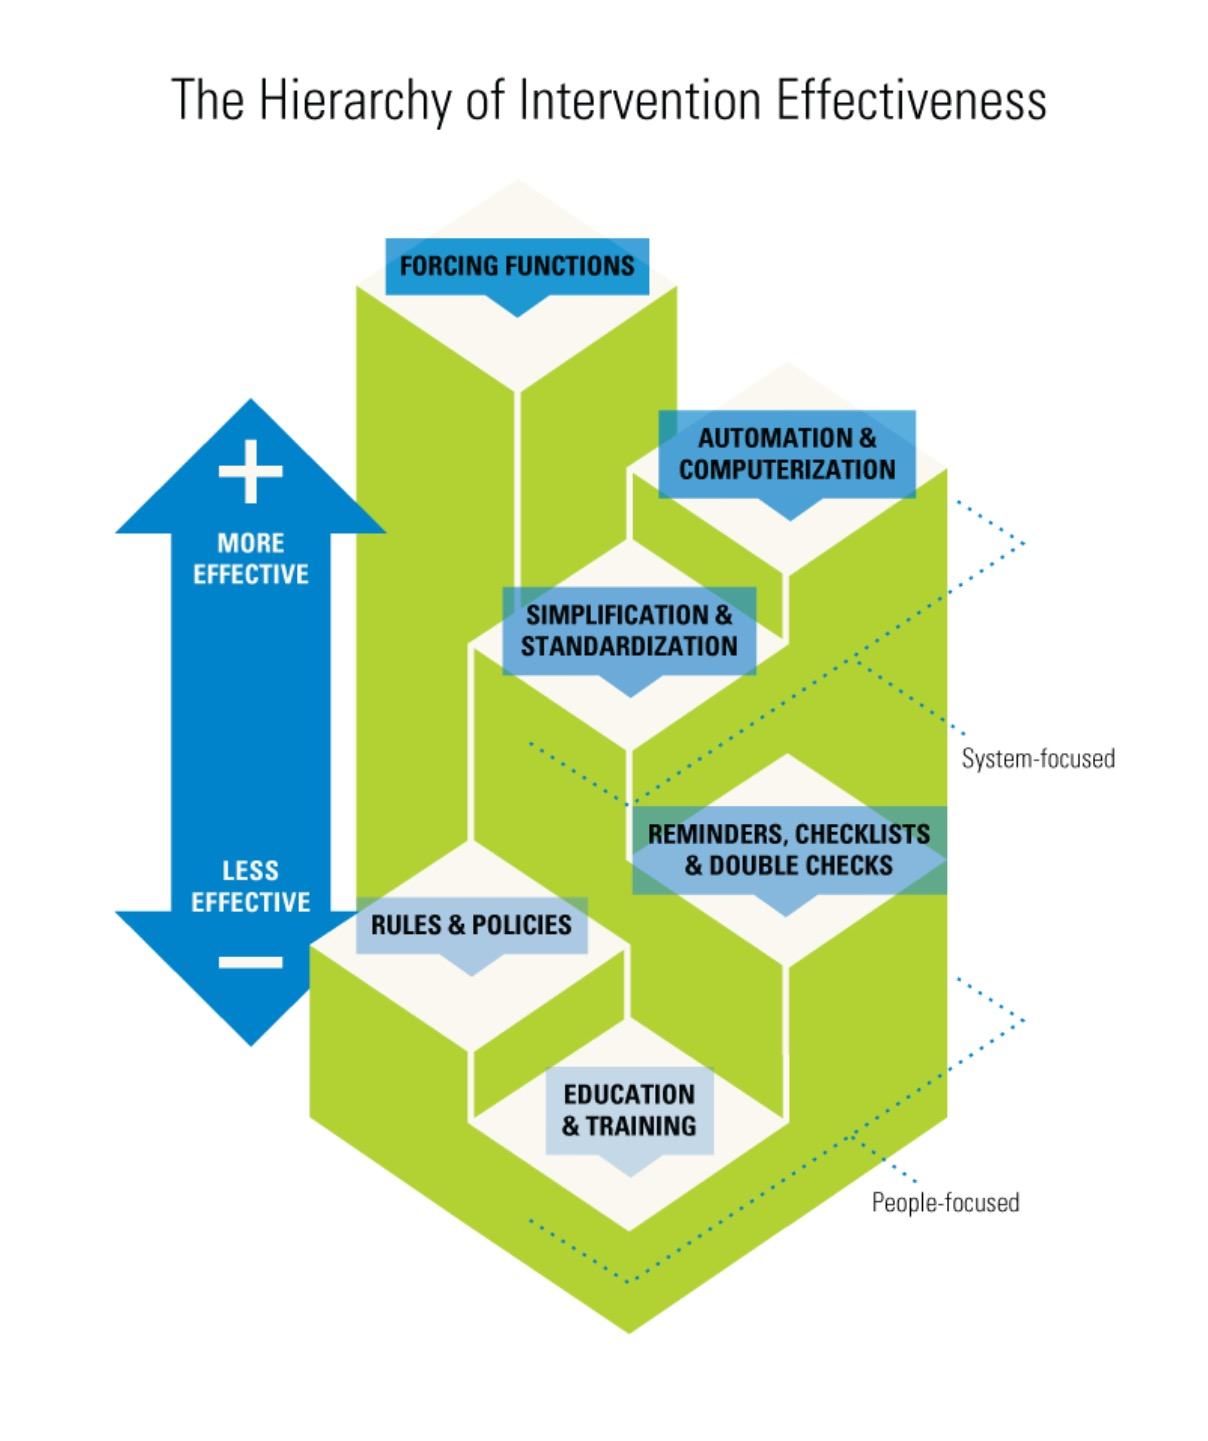 The Hierarchy of Intervention Effectiveness
FORCING FUNCTIONS
AUTOMATION &
COMPUTERIZATION
+
MORE
EFFECTIVE
SIMPLIFICATION &
STANDARDIZATION
System-focused
REMINDERS, CHECKLISTS
& DOUBLE CHECKS
LESS
EFFECTIVE
−
RULES & POLICIES
EDUCATION
& TRAINING
People-focused